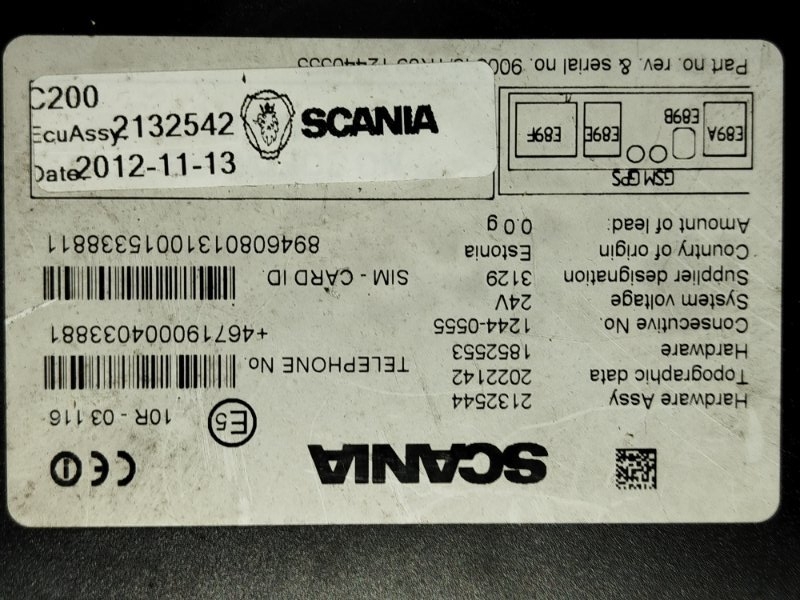 C200
EcuAssy 2132542
Date 2012-11-13
SCANIA
SCANIA
E5
10R - 03 116
CE
Hardware Assy 2132544
Topographic data 2022142
Hardware 1852553
Consecutive No. 1244-0555
System voltage 24V
Supplier designation 3129
Country of origin Estonia
Amount of lead: 0.0 g
TELEPHONE No.
+467190004033881
SIM - CARD ID
89460801310015338811
GSM GPS
E89A
E89B
E89E
E89F
Part no. rev. & serial no.